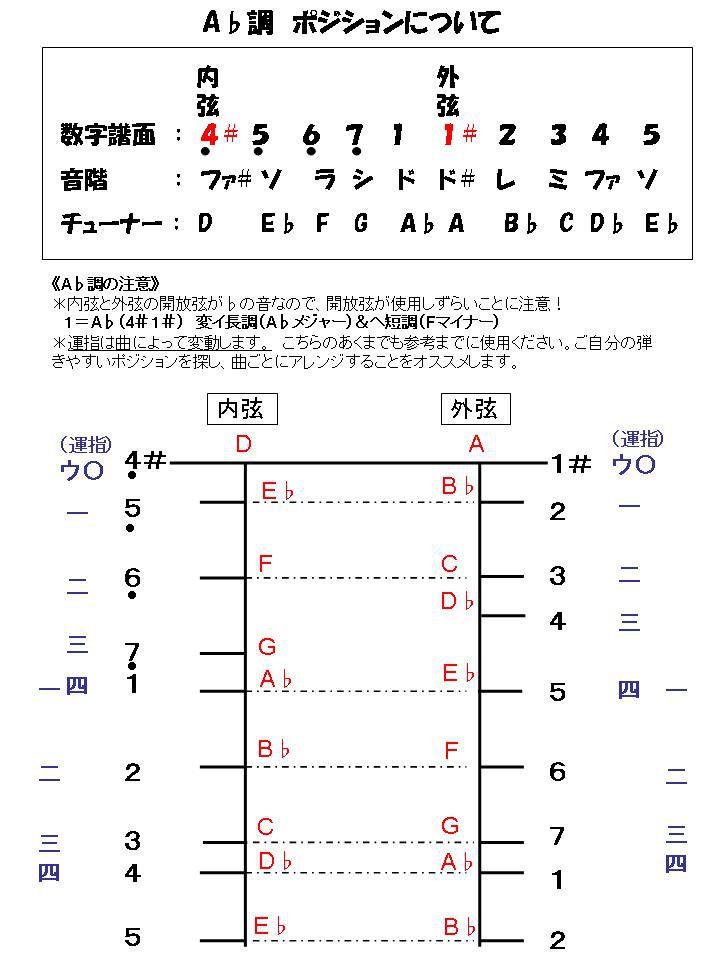 A♭調　ポジションについて
内弦　外弦
数字譜面 ： 4# 5 6 7 1 1# 2 3 4 5
音階 ： ファ# ソ ラ シ ド ド# レ ミ ファ ソ
チューナー ： D E♭ F G A♭ A B♭ C D♭ E♭
《A♭調の注意》
＊内弦と外弦の開放弦が♭の音なので、開放弦が使用しずらいことに注意！
1＝A♭（4#1#）　変イ長調（A♭メジャー）＆ヘ短調（Fマイナー）
＊運指は曲によって変動します。　こちらのあくまでも参考までに使用ください。ご自分の弾
きやすいポジションを探し、曲ごとにアレンジすることをオススメします。
内弦　外弦
（運指）　D　A　（運指）
ウ〇 4# 1# ウ〇
一 5 E♭ B♭ 2 一
二 6 F C 3 二
D♭ 4 三
三 7 G
一 四 1 A♭ E♭ 5 四 一
二 2 B♭ F 6 二
三 3 C G 7 三
四 4 D♭ A♭ 1 四
5 E♭ B♭ 2